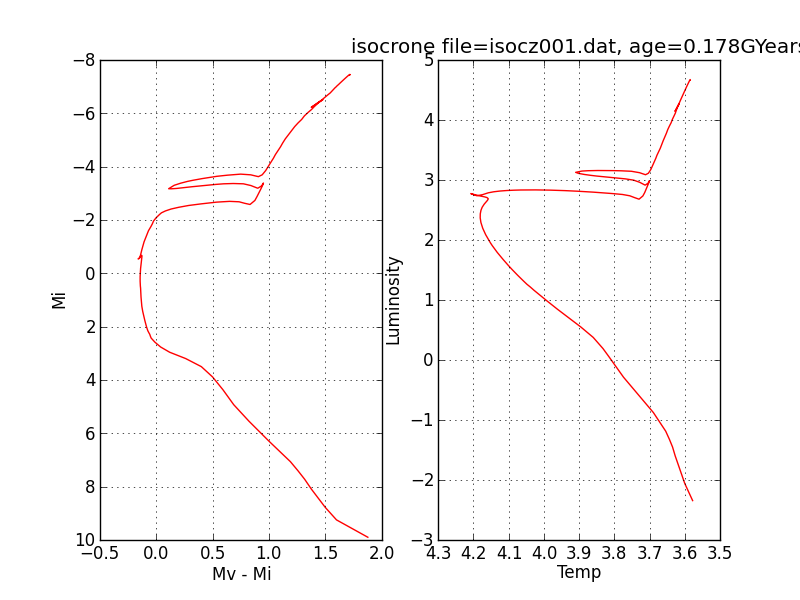 isocrone file=isocz001.dat, age=0.178GYears
−8
−6
−4
−2
0
2
4
6
8
10
−0.5 0.0 0.5 1.0 1.5 2.0
Mi
Mv - Mi
5
4
3
2
1
0
−1
−2
−3
4.3 4.2 4.1 4.0 3.9 3.8 3.7 3.6 3.5
Luminosity
Temp